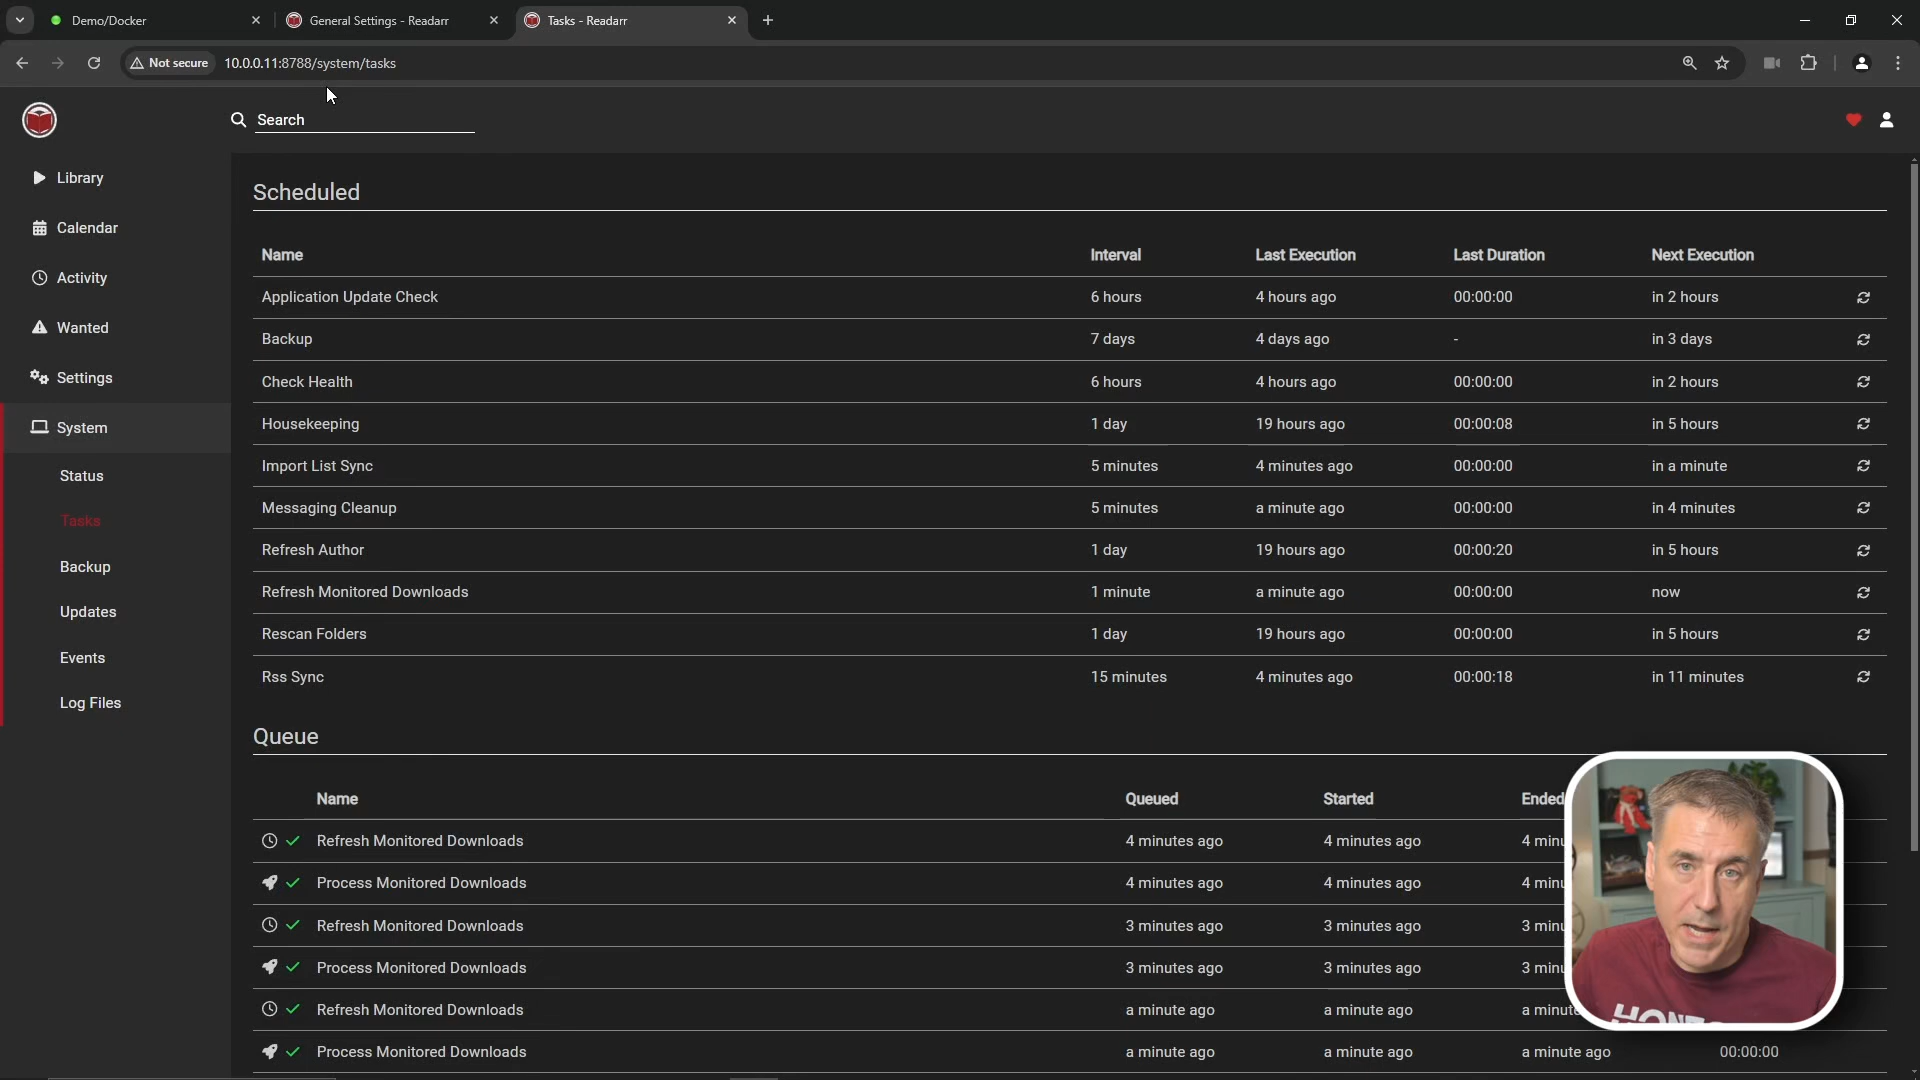 Demo/Docker
General Settings - Readarr
Tasks - Readarr
Not secure
10.0.0.11:8788/system/tasks
Search
Library
Calendar
Activity
Wanted
Settings
System
Status
Tasks
Backup
Updates
Events
Log Files
Scheduled
Name Interval Last Execution Last Duration Next Execution
Application Update Check 6 hours 4 hours ago 00:00:00 in 2 hours
Backup 7 days 4 days ago - in 3 days
Check Health 6 hours 4 hours ago 00:00:00 in 2 hours
Housekeeping 1 day 19 hours ago 00:00:08 in 5 hours
Import List Sync 5 minutes 4 minutes ago 00:00:00 in a minute
Messaging Cleanup 5 minutes a minute ago 00:00:00 in 4 minutes
Refresh Author 1 day 19 hours ago 00:00:20 in 5 hours
Refresh Monitored Downloads 1 minute a minute ago 00:00:00 now
Rescan Folders 1 day 19 hours ago 00:00:00 in 5 hours
Rss Sync 15 minutes 4 minutes ago 00:00:18 in 11 minutes
Queue
Name Queued Started Ended
Refresh Monitored Downloads 4 minutes ago 4 minutes ago 4
Process Monitored Downloads 4 minutes ago 4 minutes ago 4
Refresh Monitored Downloads 3 minutes ago 3 minutes ago 3
Process Monitored Downloads 3 minutes ago 3 minutes ago 3
Refresh Monitored Downloads a minute ago a minute ago a
Process Monitored Downloads a minute ago a minute ago a minute ago 00:00:00